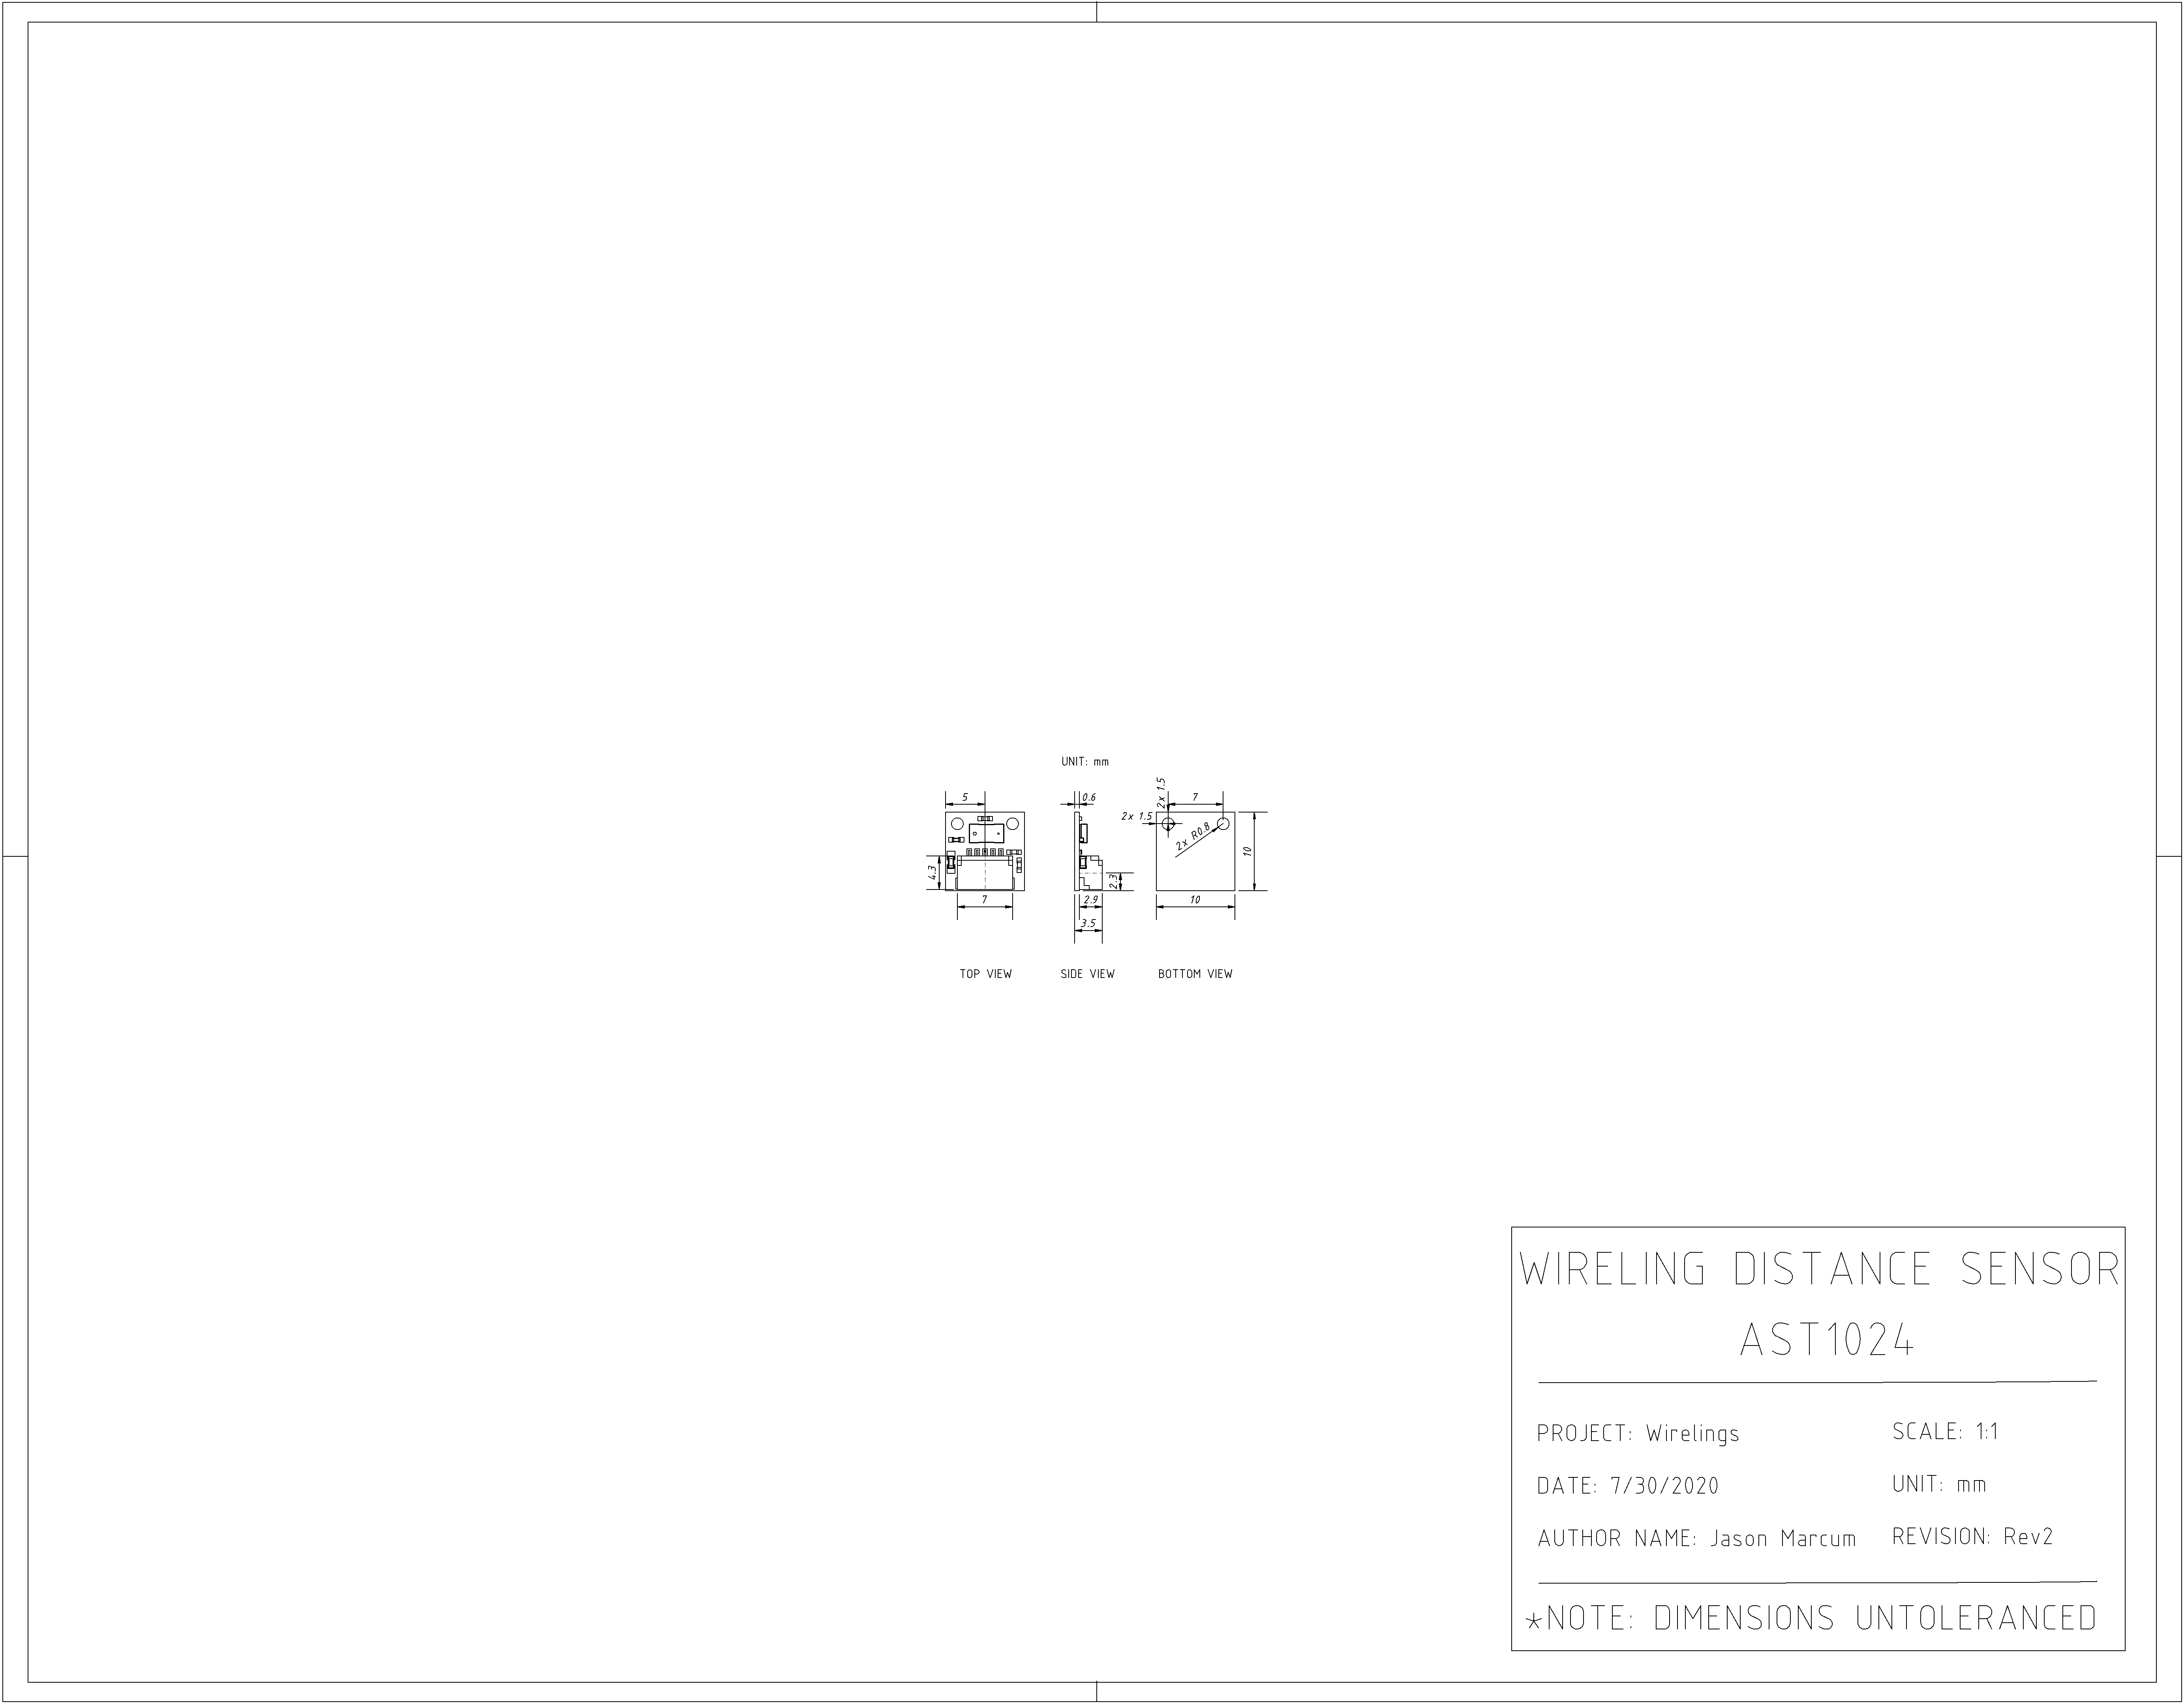 UNIT: mm
5
4.3
7
TOP VIEW
0.6
2.3
2.9
3.5
SIDE VIEW
2x 1.5
7
2x 1.5
2x R0.8
10
10
BOTTOM VIEW
WIRELING DISTANCE SENSOR
AST1024
PROJECT: Wirelings
SCALE: 1:1
DATE: 7/30/2020
UNIT: mm
AUTHOR NAME: Jason Marcum
REVISION: Rev2
*NOTE: DIMENSIONS UNTOLERANCED